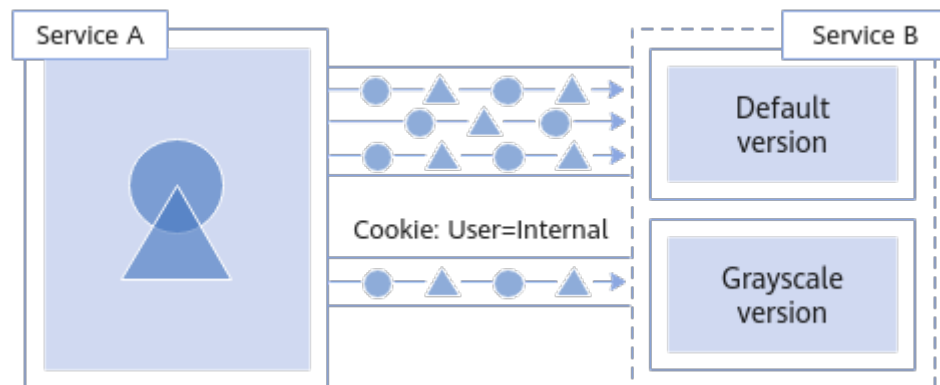 Service A
Service B
Default
version
Cookie: User=Internal
Grayscale
version